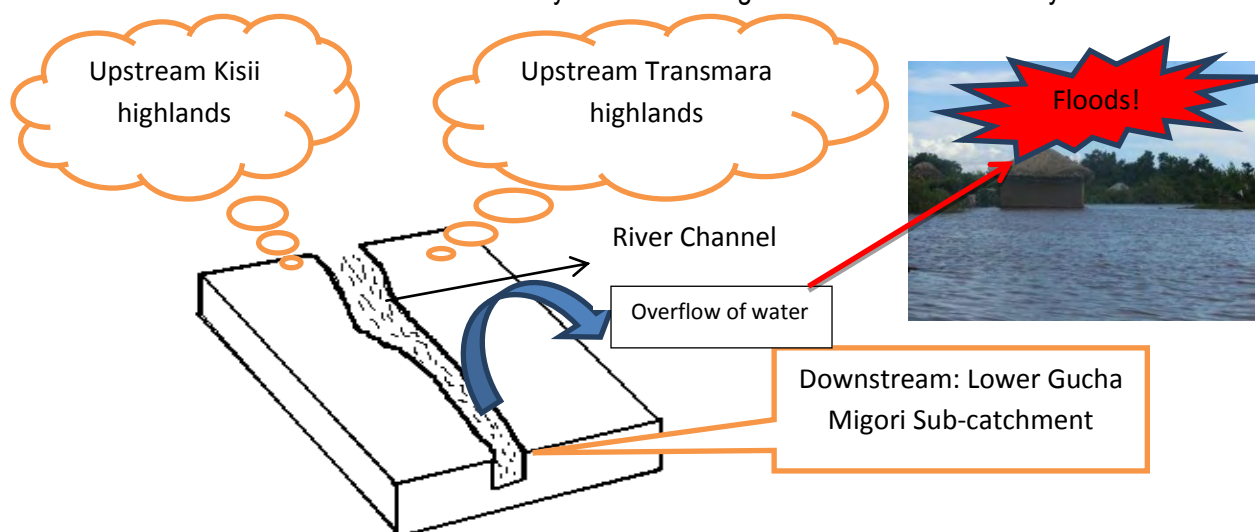 Upstream Kisii
highlands
Upstream Transmara
highlands
Floods!
River Channel
Overflow of water
Downstream: Lower Gucha
Migori Sub-catchment